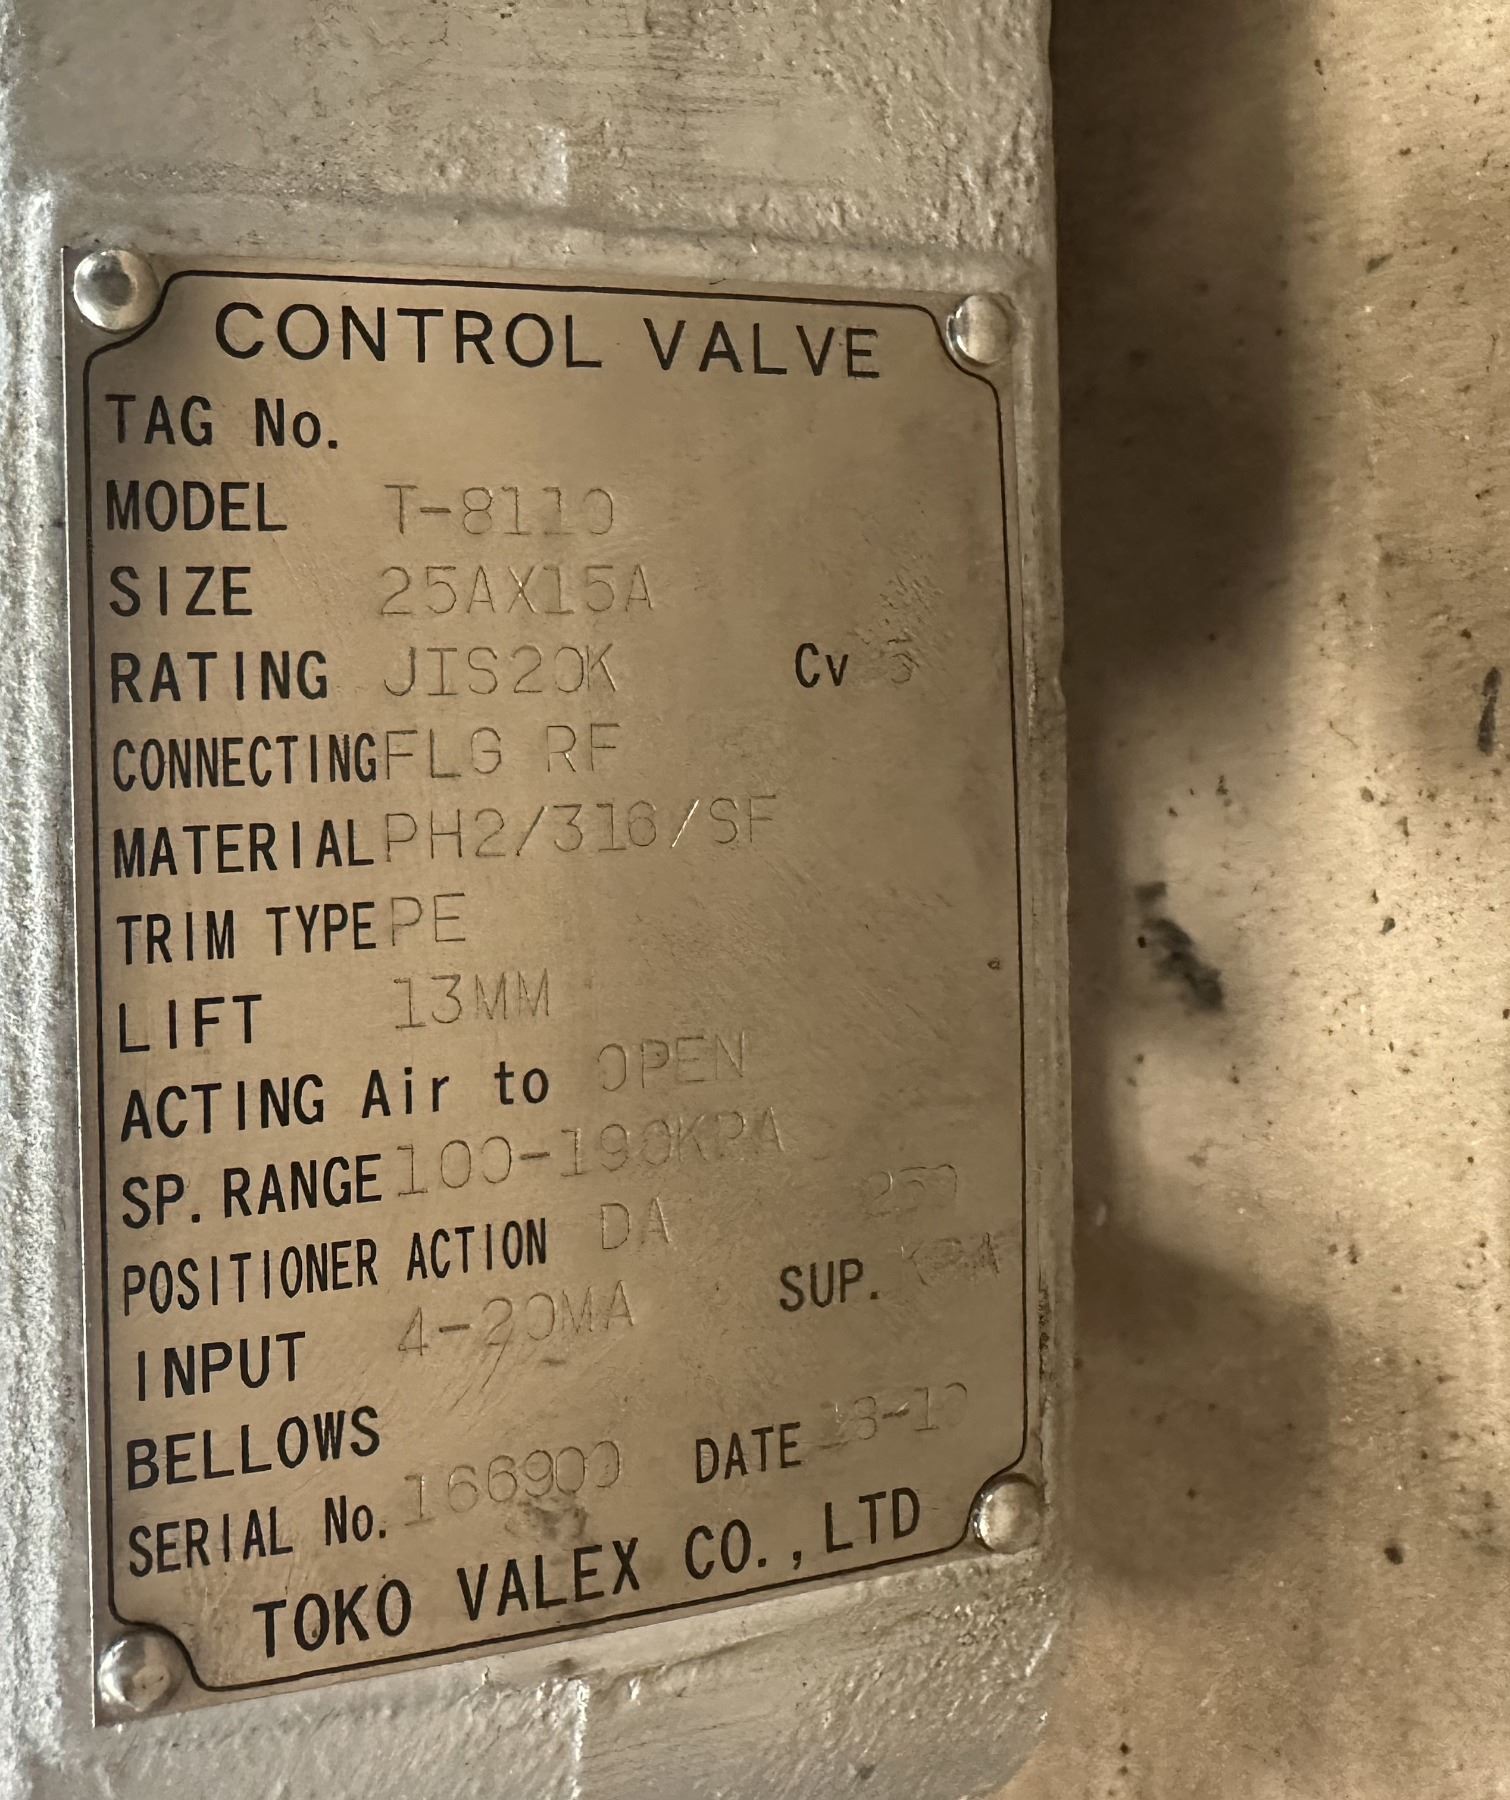 CONTROL VALVE
TAG No.
MODEL T-8110
SIZE 25AX15A
RATING JIS20K Cv
CONNECTING FLG RF
MATERIAL PH2/316/SF
TRIM TYPE PE
LIFT 13MM
ACTING Air to OPEN
SP. RANGE 100-190KPA
POSITIONER ACTION DA 250
INPUT 4-20MA SUP. KPA
BELLOWS
SERIAL No. 166900 DATE
TOKO VALEX CO., LTD